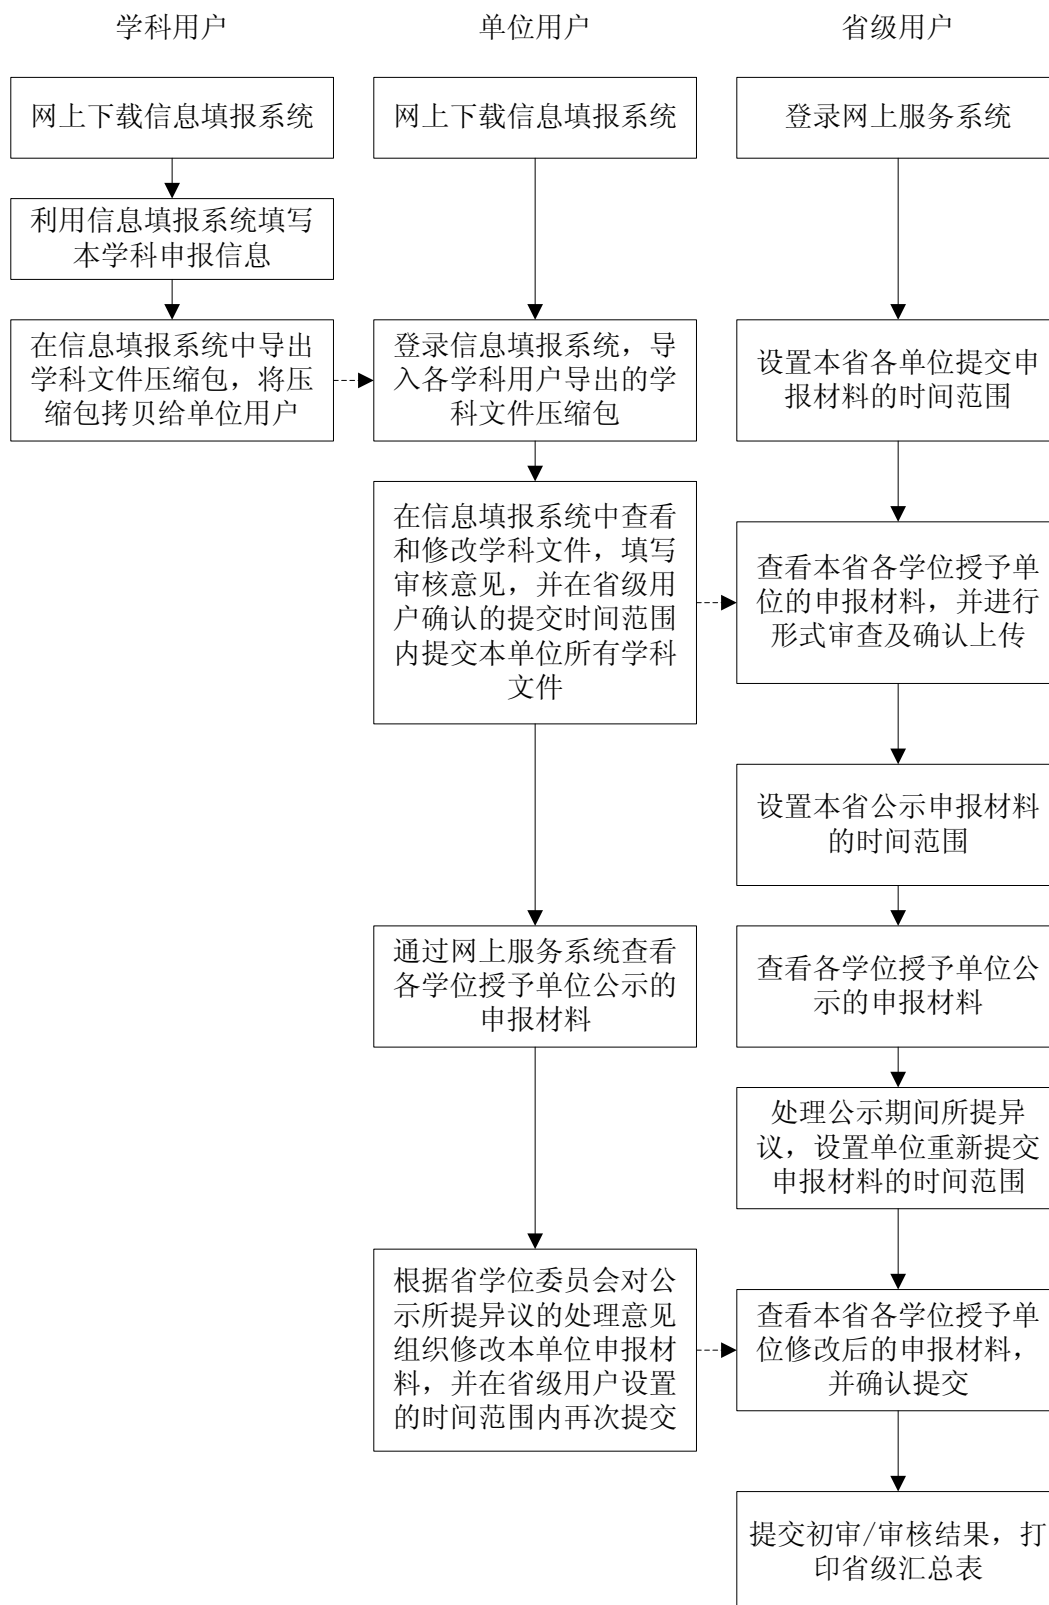 学科用户
单位用户
省级用户
网上下载信息填报系统
网上下载信息填报系统
登录网上服务系统
利用信息填报系统填写
本学科申报信息
在信息填报系统中导出
学科文件压缩包，将压
缩包拷贝给单位用户
登录信息填报系统，导
入各学科用户导出的学
科文件压缩包
设置本省各单位提交申
报材料的时间范围
在信息填报系统中查看
和修改学科文件，填写
审核意见，并在省级用
户确认的提交时间范围
内提交本单位所有学科
文件
查看本省各学位授予单
位的申报材料，并进行
形式审查及确认上传
设置本省公示申报材料
的时间范围
通过网上服务系统查看
各学位授予单位公示的
申报材料
查看各学位授予单位公
示的申报材料
处理公示期间所提异
议，设置单位重新提交
申报材料的时间范围
根据省学位委员会对公
示所提异议的处理意见
组织修改本单位申报材
料，并在省级用户设置
的时间范围内再次提交
查看本省各学位授予单
位修改后的申报材料，
并确认提交
提交初审/审核结果，打
印省级汇总表